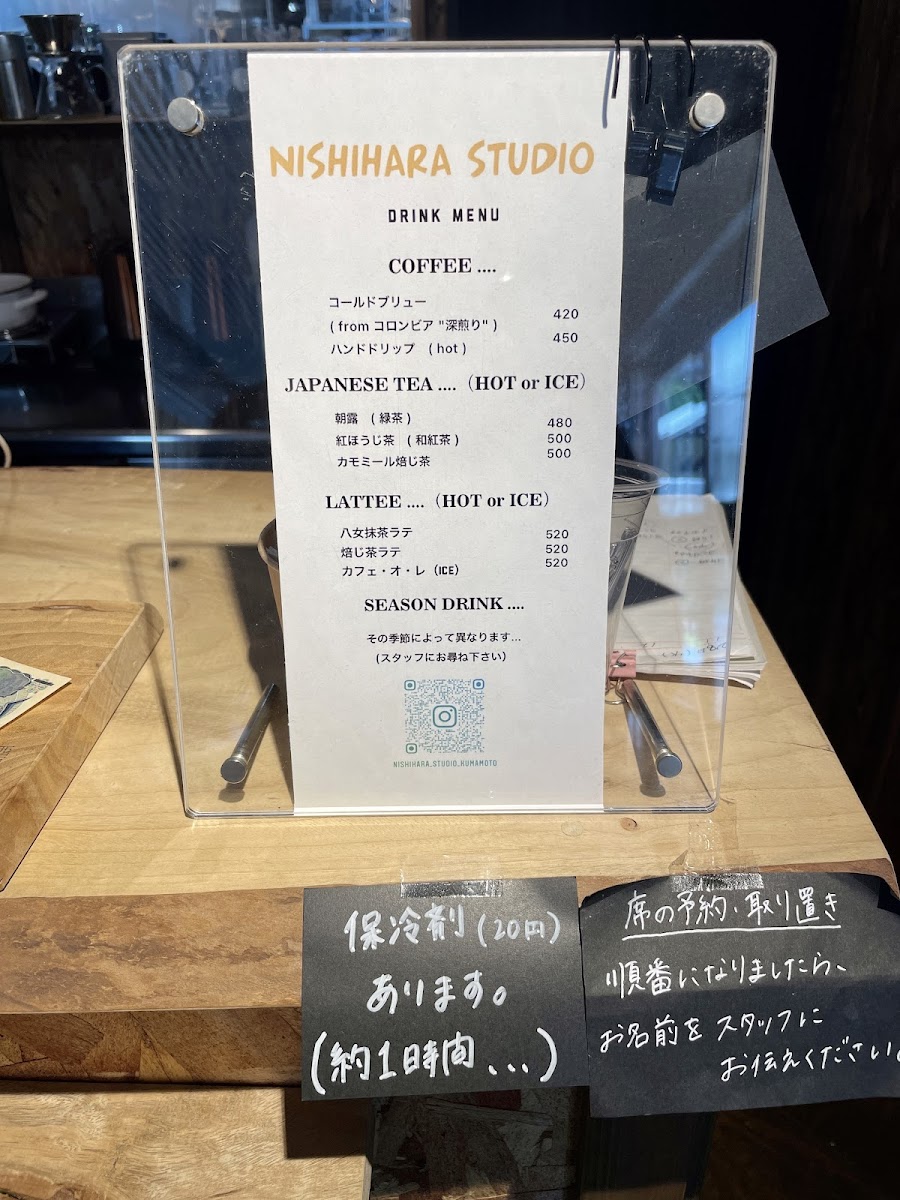 NISHIHARA STUDIO
DRINK MENU
COFFEE ....
コールドブリュー
( from コロンビア "深煎り" ) 420
ハンドドリップ ( hot ) 450
JAPANESE TEA ....（HOT or ICE）
朝露 ( 緑茶 ) 480
紅ほうじ茶 ( 和紅茶 ) 500
カモミール焙じ茶 500
LATTEE ....（HOT or ICE）
八女抹茶ラテ 520
焙じ茶ラテ 520
カフェ・オ・レ（ICE） 520
SEASON DRINK ....
その季節によって異なります...
(スタッフにお尋ね下さい)
NISHIHARA_STUDIO_KUMAMOTO
保冷剤 (20円)
あります。
(約1時間...)
席の予約・取り置き
順番になりましたら、
お名前をスタッフに
お伝えください。